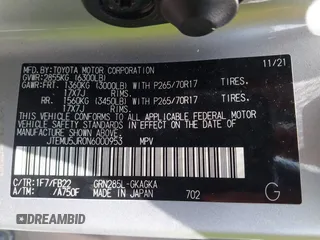 MFD.BY: TOYOTA MOTOR CORPORATION 11/21
GVWR: 2855KG (6300LB)
GAWR:FRT. 1360KG (3000LB) WITH P265/70R17 TIRES,
17X7J RIMS,
RR. 1560KG (3450LB) WITH P265/70R17 TIRES,
17X7J RIMS,
THIS VEHICLE CONFORMS TO ALL APPLICABLE
FEDERAL MOTOR VEHICLE SAFETY STANDARDS
IN EFFECT ON THE DATE OF MANUFACTURE
SHOWN ABOVE.
JTEMU5JR0N6000953 MPV
C/TR: 1F7/FB22 GRN285L-GKAGKA
A/TM: /A750F MADE IN JAPAN 702 G
DREAMBID